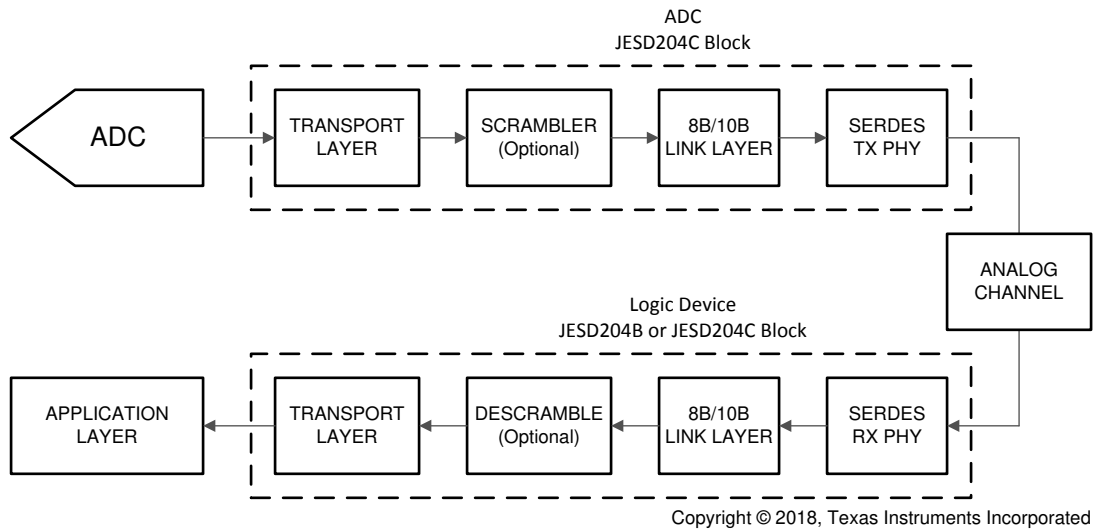 ADC
JESD204C Block
ADC
TRANSPORT
LAYER
SCRAMBLER
(Optional)
8B/10B
LINK LAYER
SERDES
TX PHY
ANALOG
CHANNEL
Logic Device
JESD204B or JESD204C Block
APPLICATION
LAYER
TRANSPORT
LAYER
DESCRAMBLE
(Optional)
8B/10B
LINK LAYER
SERDES
RX PHY
Copyright © 2018, Texas Instruments Incorporated